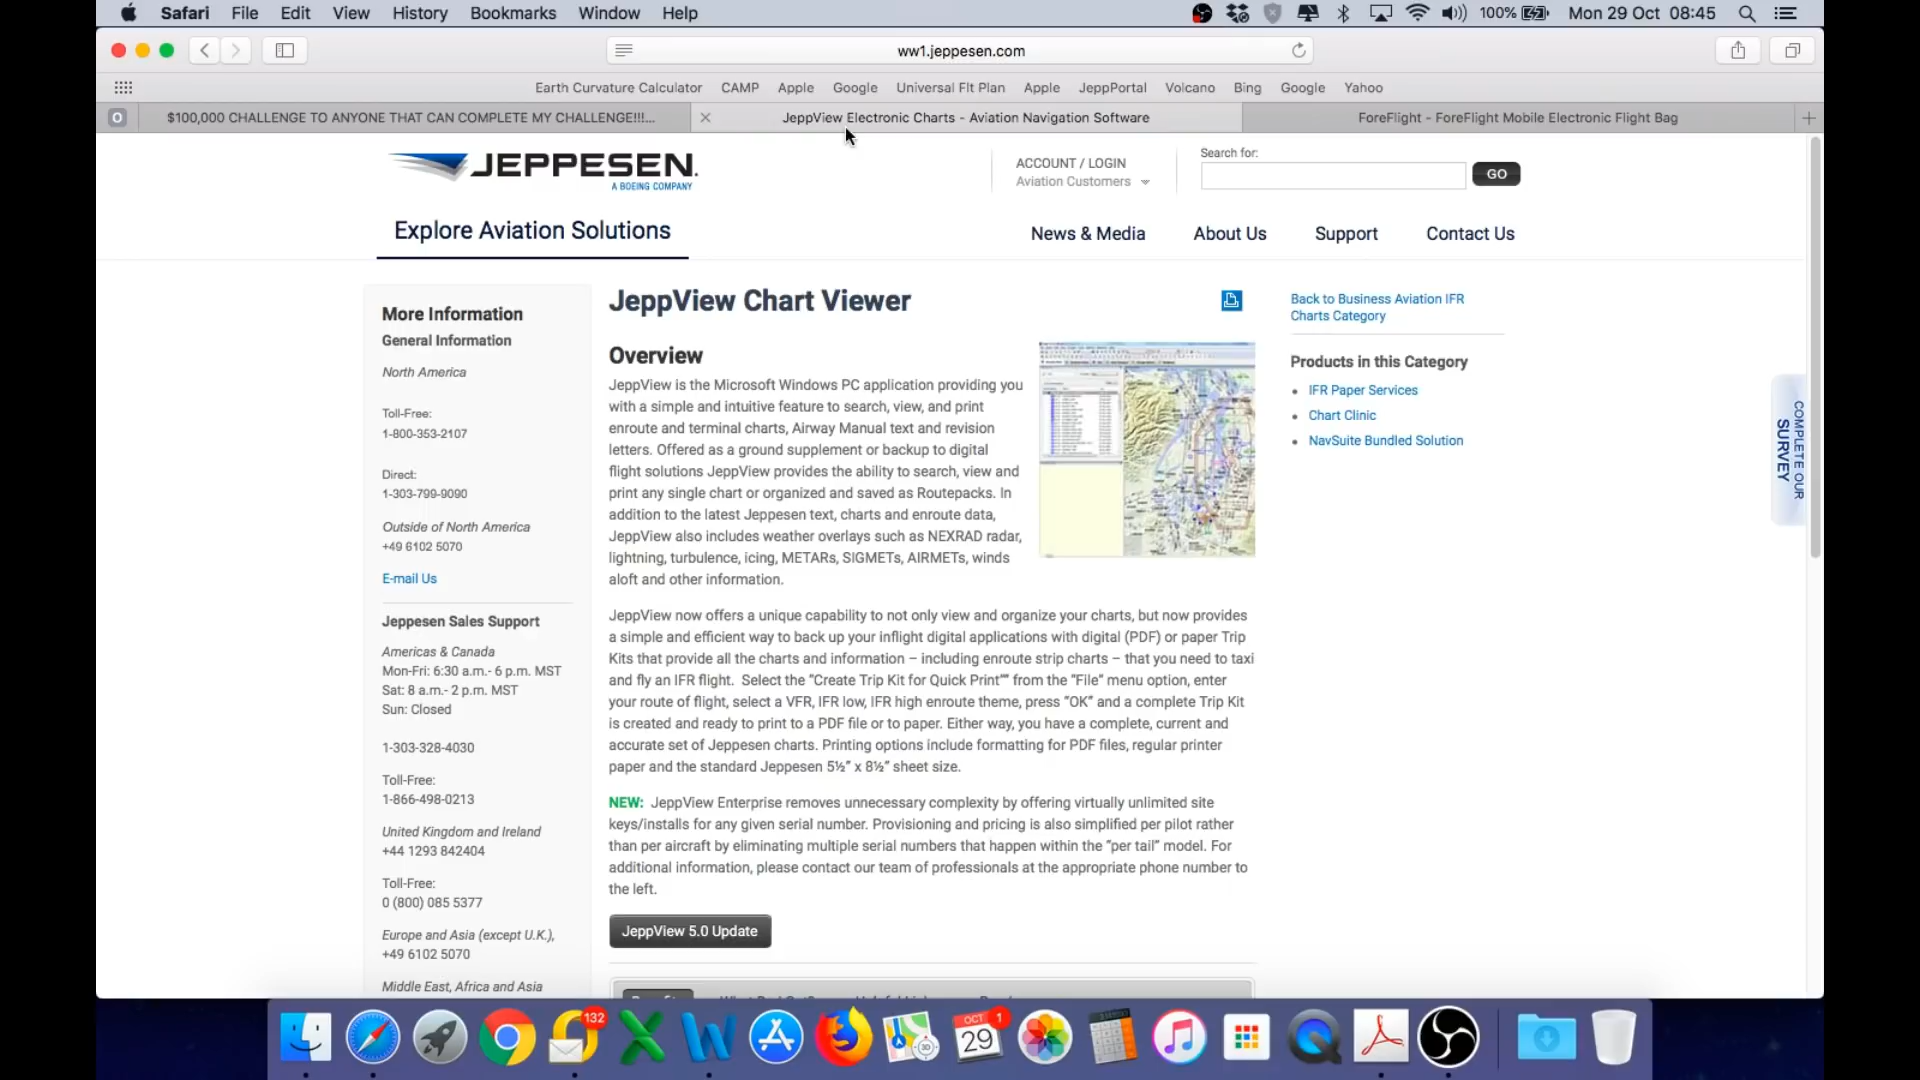 Safari File Edit View History Bookmarks Window Help
100% Mon 29 Oct 08:45
ww1.jeppesen.com
Earth Curvature Calculator CAMP Apple Google Universal Flt Plan Apple JeppPortal Volcano Bing Google Yahoo
O $100,000 CHALLENGE TO ANYONE THAT CAN COMPLETE MY CHALLENGE!!!...
JeppView Electronic Charts - Aviation Navigation Software
ForeFlight - ForeFlight Mobile Electronic Flight Bag
JEPPESEN.
A BOEING COMPANY
ACCOUNT / LOGIN
Aviation Customers
Search for:
GO
Explore Aviation Solutions
News & Media About Us Support Contact Us
More Information
General Information
North America
Toll-Free:
1-800-353-2107
Direct:
1-303-799-9090
Outside of North America
+49 6102 5070
E-mail Us
Jeppesen Sales Support
Americas & Canada
Mon-Fri: 6:30 a.m.- 6 p.m. MST
Sat: 8 a.m.- 2 p.m. MST
Sun: Closed
1-303-328-4030
Toll-Free:
1-866-498-0213
United Kingdom and Ireland
+44 1293 842404
Toll-Free:
0 (800) 085 5377
Europe and Asia (except U.K.),
+49 6102 5070
Middle East, Africa and Asia
JeppView Chart Viewer
Overview
JeppView is the Microsoft Windows PC application providing you
with a simple and intuitive feature to search, view, and print
enroute and terminal charts, Airway Manual text and revision
letters. Offered as a ground supplement or backup to digital
flight solutions JeppView provides the ability to search, view and
print any single chart or organized and saved as Routepacks. In
addition to the latest Jeppesen text, charts and enroute data,
JeppView also includes weather overlays such as NEXRAD radar,
lightning, turbulence, icing, METARs, SIGMETs, AIRMETs, winds
aloft and other information.
JeppView now offers a unique capability to not only view and organize your charts, but now provides
a simple and efficient way to back up your inflight digital applications with digital (PDF) or paper Trip
Kits that provide all the charts and information – including enroute strip charts – that you need to taxi
and fly an IFR flight. Select the "Create Trip Kit for Quick Print"" from the "File" menu option, enter
your route of flight, select a VFR, IFR low, IFR high enroute theme, press "OK" and a complete Trip Kit
is created and ready to print to a PDF file or to paper. Either way, you have a complete, current and
accurate set of Jeppesen charts. Printing options include formatting for PDF files, regular printer
paper and the standard Jeppesen 5½" x 8½" sheet size.
NEW: JeppView Enterprise removes unnecessary complexity by offering virtually unlimited site
keys/installs for any given serial number. Provisioning and pricing is also simplified per pilot rather
than per aircraft by eliminating multiple serial numbers that happen within the "per tail" model. For
additional information, please contact our team of professionals at the appropriate phone number to
the left.
JeppView 5.0 Update
Back to Business Aviation IFR
Charts Category
Products in this Category
IFR Paper Services
Chart Clinic
NavSuite Bundled Solution
COMPLETE OUR
SURVEY
132
OCT
29
1
3D